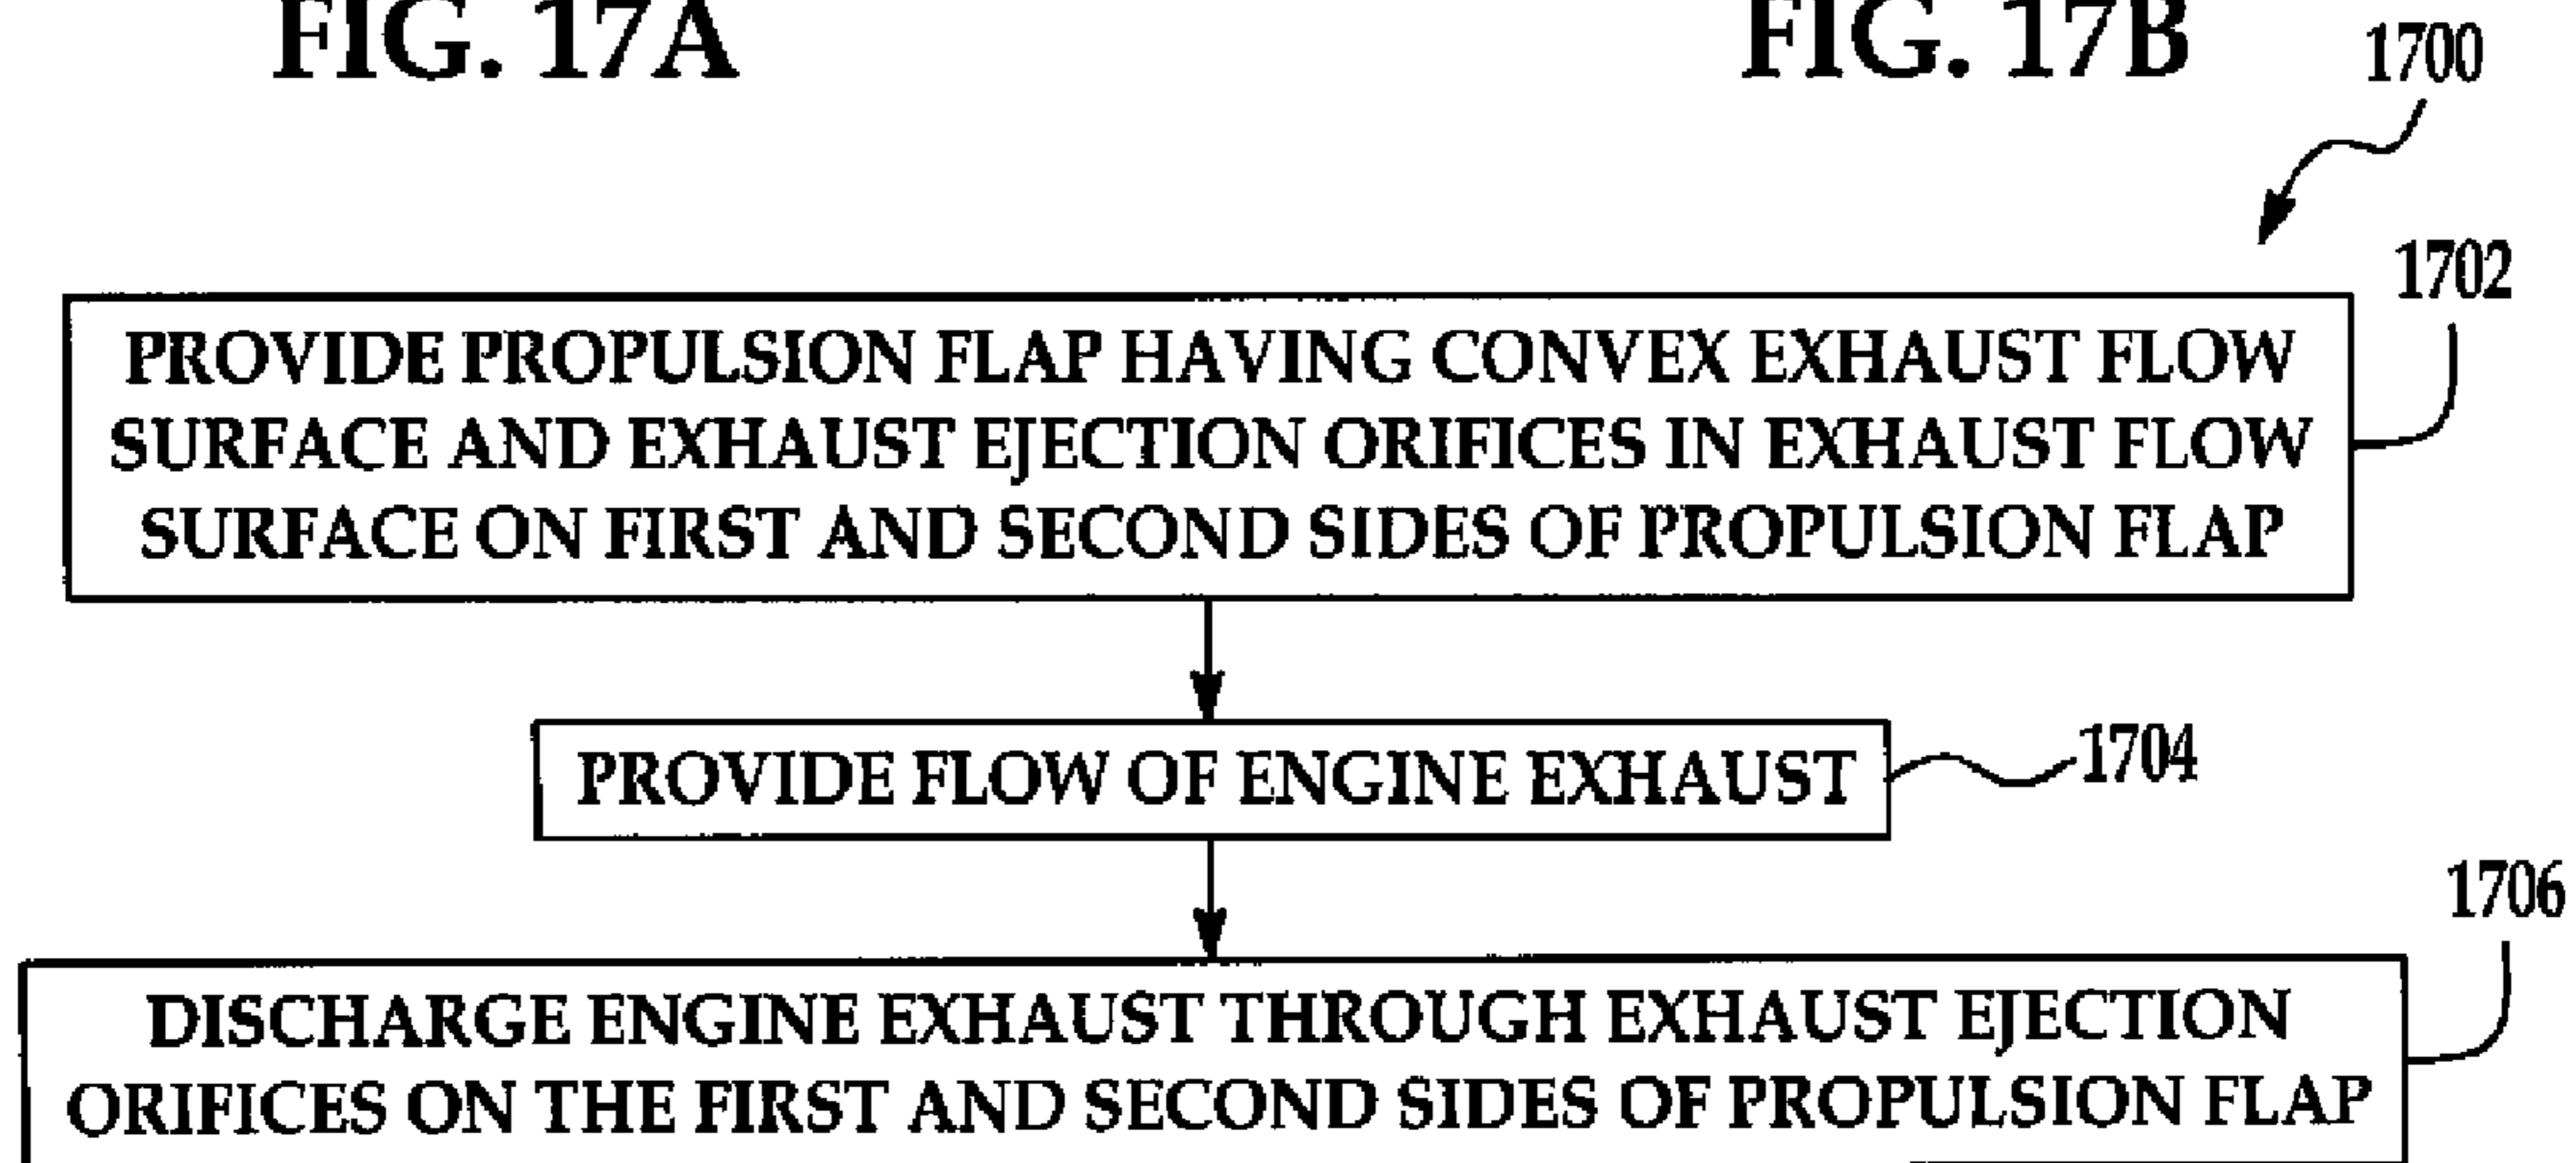 FIG. 17A
FIG. 17B
1700
1702
PROVIDE PROPULSION FLAP HAVING CONVEX EXHAUST FLOW
SURFACE AND EXHAUST EJECTION ORIFICES IN EXHAUST FLOW
SURFACE ON FIRST AND SECOND SIDES OF PROPULSION FLAP
PROVIDE FLOW OF ENGINE EXHAUST
1704
1706
DISCHARGE ENGINE EXHAUST THROUGH EXHAUST EJECTION
ORIFICES ON THE FIRST AND SECOND SIDES OF PROPULSION FLAP